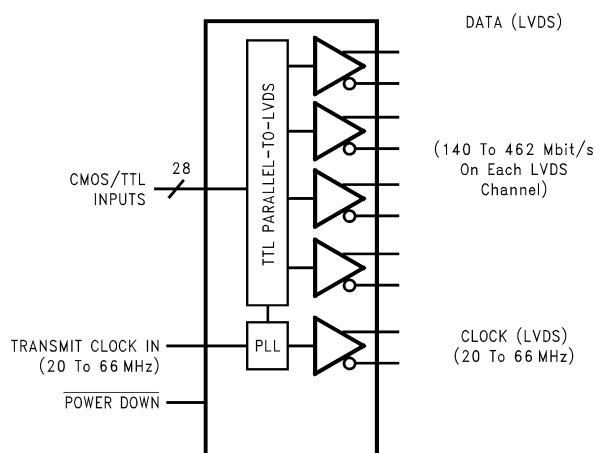 DATA (LVDS)
TTL PARALLEL-TO-LVDS
28
CMOS/TTL
INPUTS
(140 To 462 Mbit/s
On Each LVDS
Channel)
TRANSMIT CLOCK IN
(20 To 66 MHz)
PLL
CLOCK (LVDS)
(20 To 66 MHz)
POWER DOWN